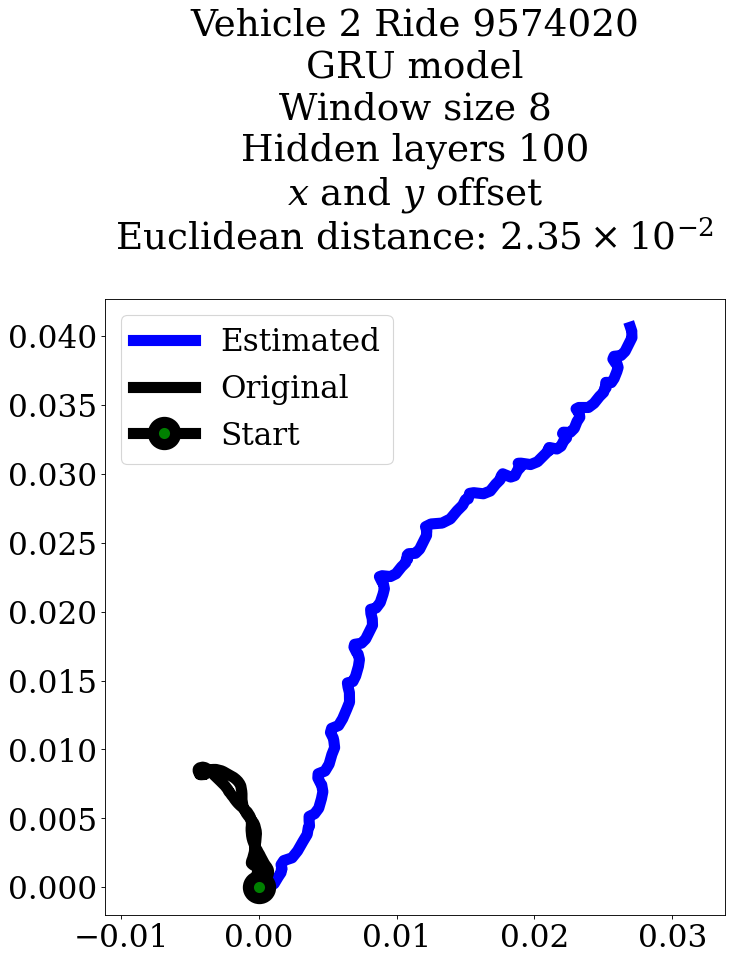 Vehicle 2 Ride 9574020
GRU model
Window size 8
Hidden layers 100
x and y offset
Euclidean distance: 2.35 × 10⁻²
Estimated
Original
Start
0.040
0.035
0.030
0.025
0.020
0.015
0.010
0.005
0.000
−0.01 0.00 0.01 0.02 0.03